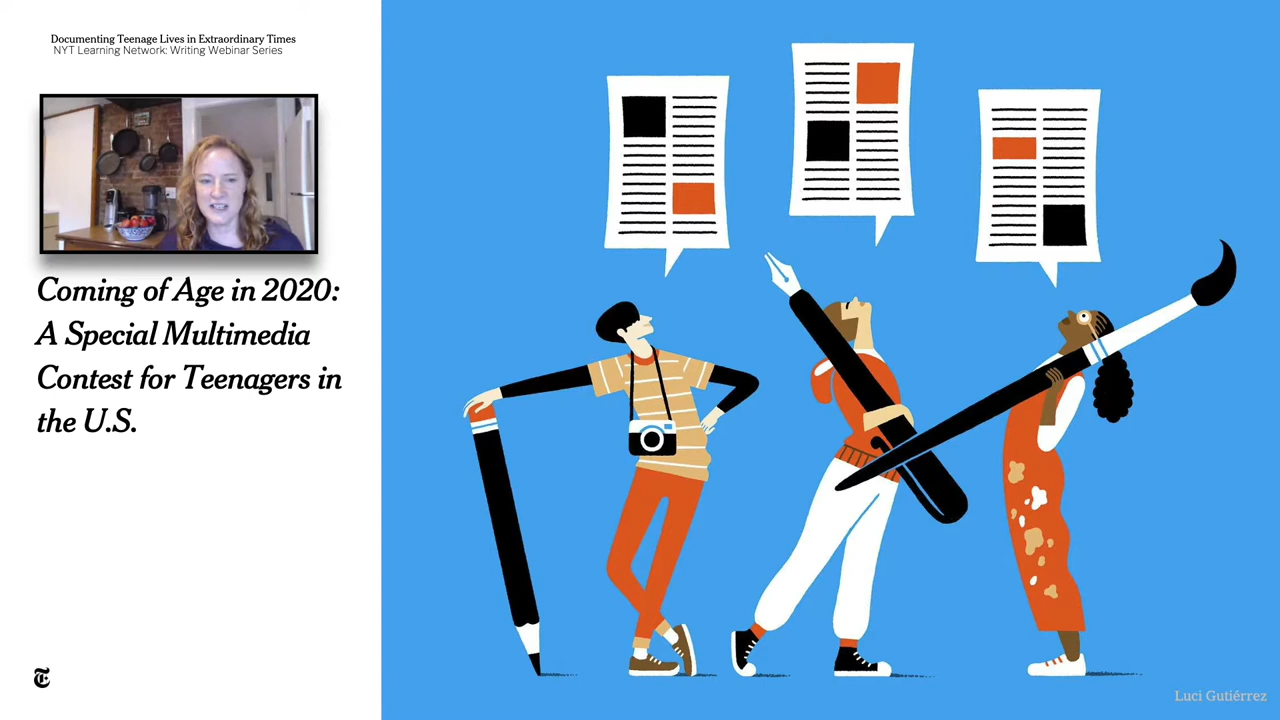 Documenting Teenage Lives in Extraordinary Times
NYT Learning Network: Writing Webinar Series
Coming of Age in 2020:
A Special Multimedia
Contest for Teenagers in
the U.S.
T
Luci Gutiérrez